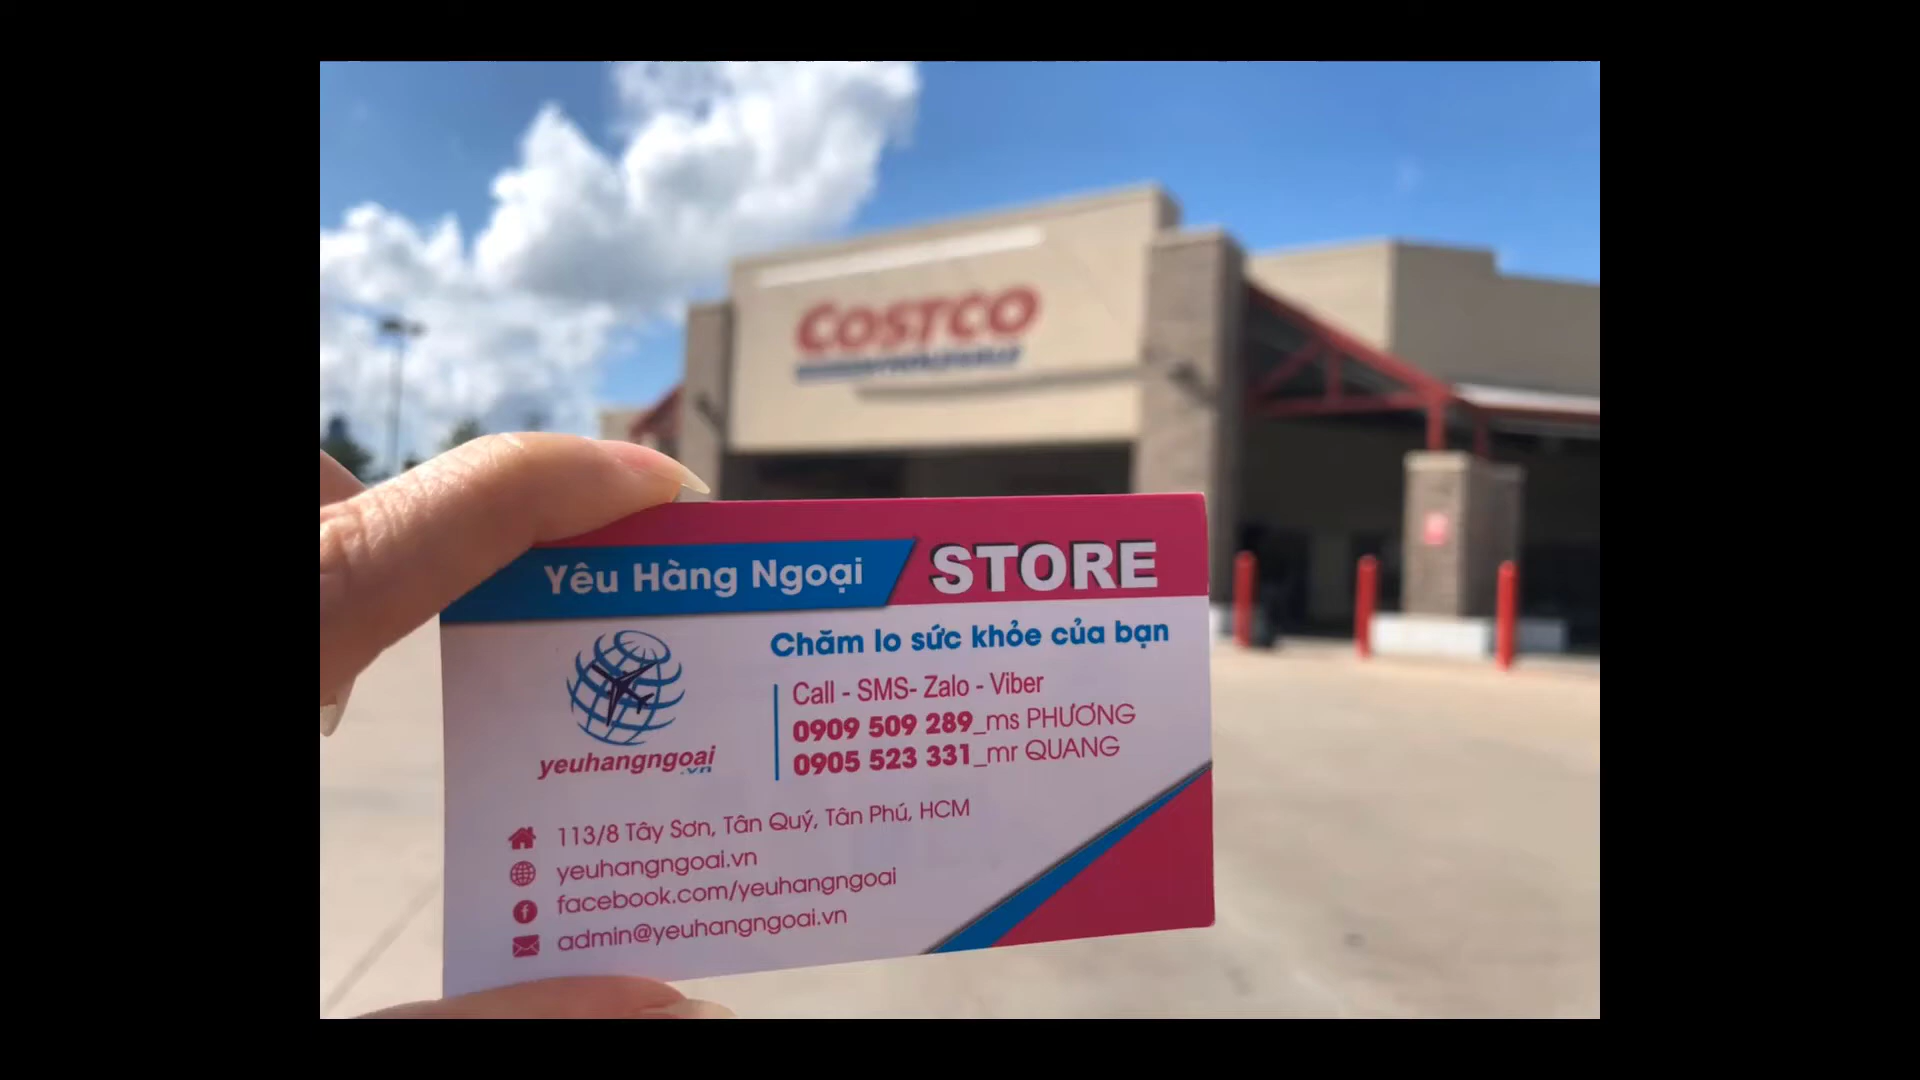 COSTCO
Yêu Hàng Ngoại STORE
Chăm lo sức khỏe của bạn
Call - SMS- Zalo - Viber
0909 509 289_ms PHƯƠNG
0905 523 331_mr QUANG
yeuhangngoai
.vn
113/8 Tây Sơn, Tân Quý, Tân Phú, HCM
yeuhangngoai.vn
facebook.com/yeuhangngoai
admin@yeuhangngoai.vn